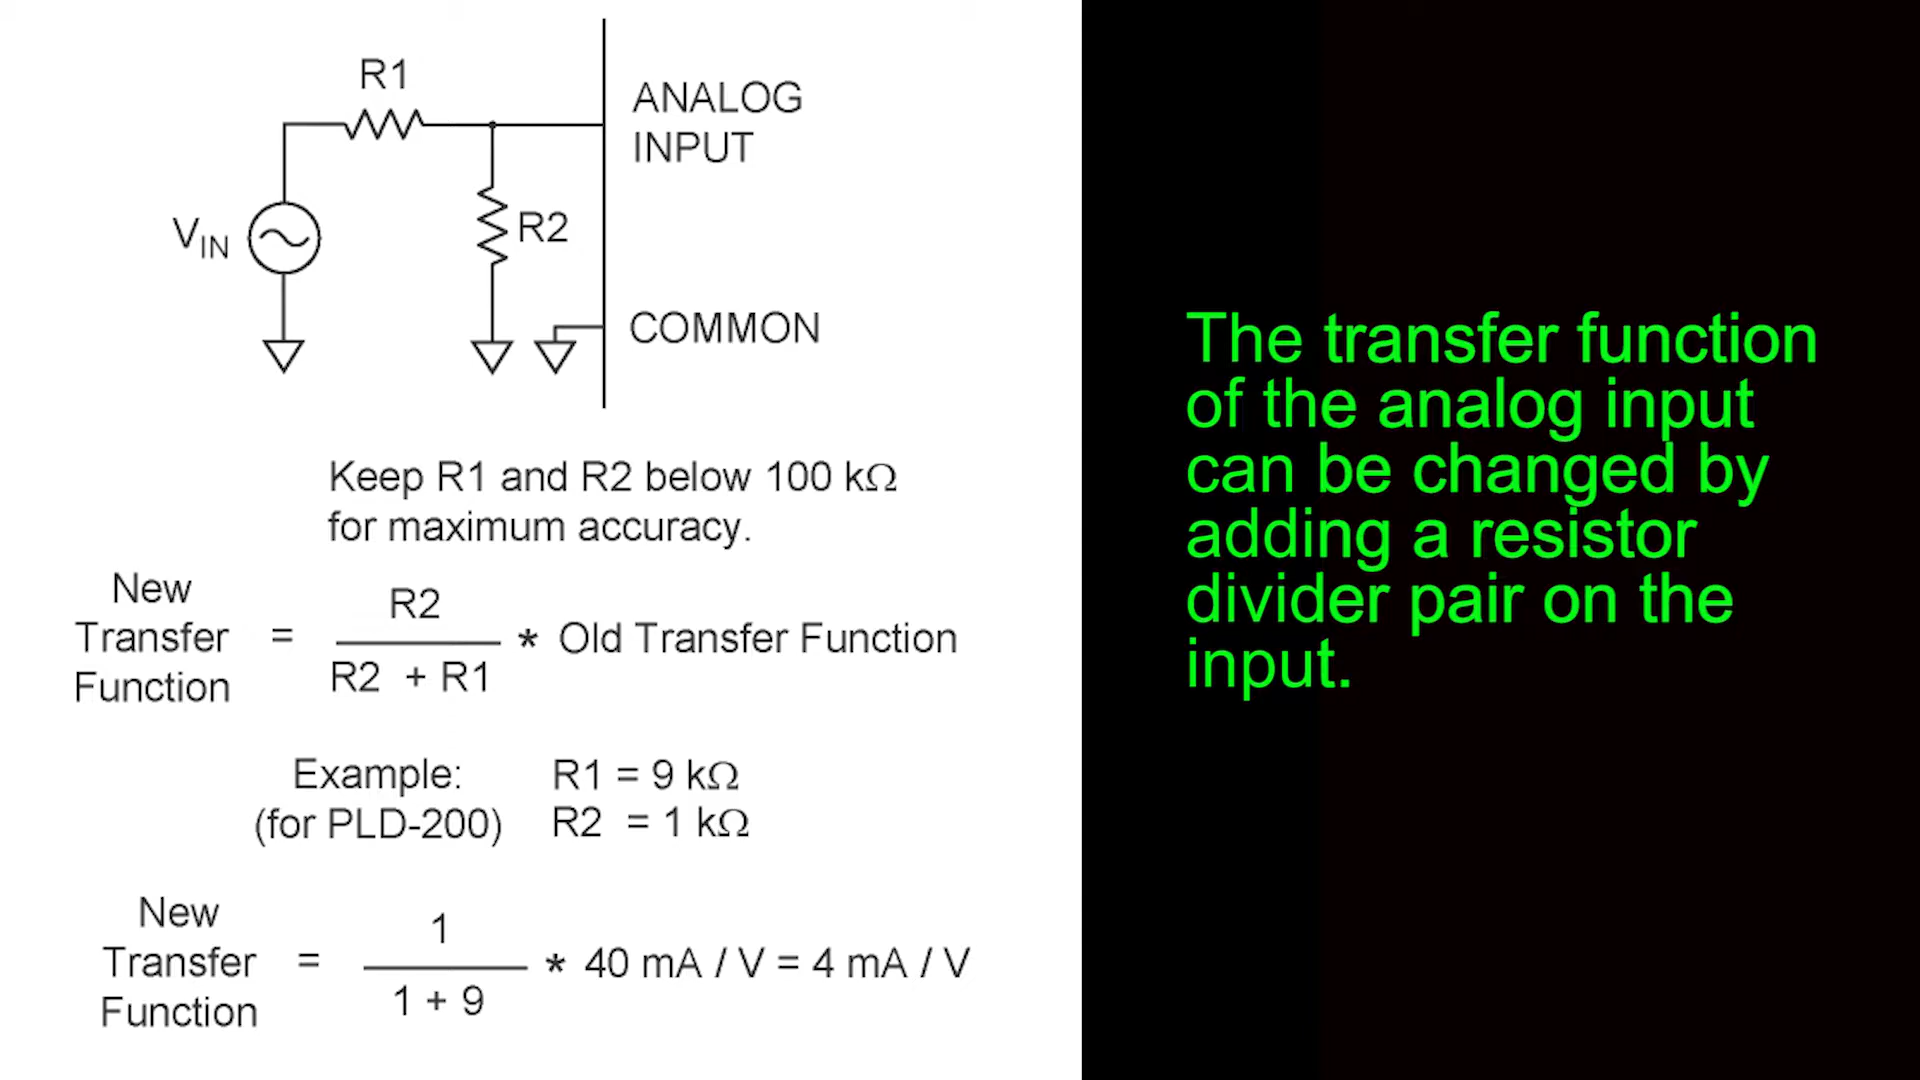 R1
ANALOG
INPUT
VIN
R2
COMMON
Keep R1 and R2 below 100 kΩ
for maximum accuracy.
New
Transfer
Function
=
R2
R2 + R1
* Old Transfer Function
Example:
(for PLD-200)
R1 = 9 kΩ
R2 = 1 kΩ
New
Transfer
Function
=
1
1 + 9
* 40 mA / V = 4 mA / V
The transfer function
of the analog input
can be changed by
adding a resistor
divider pair on the
input.